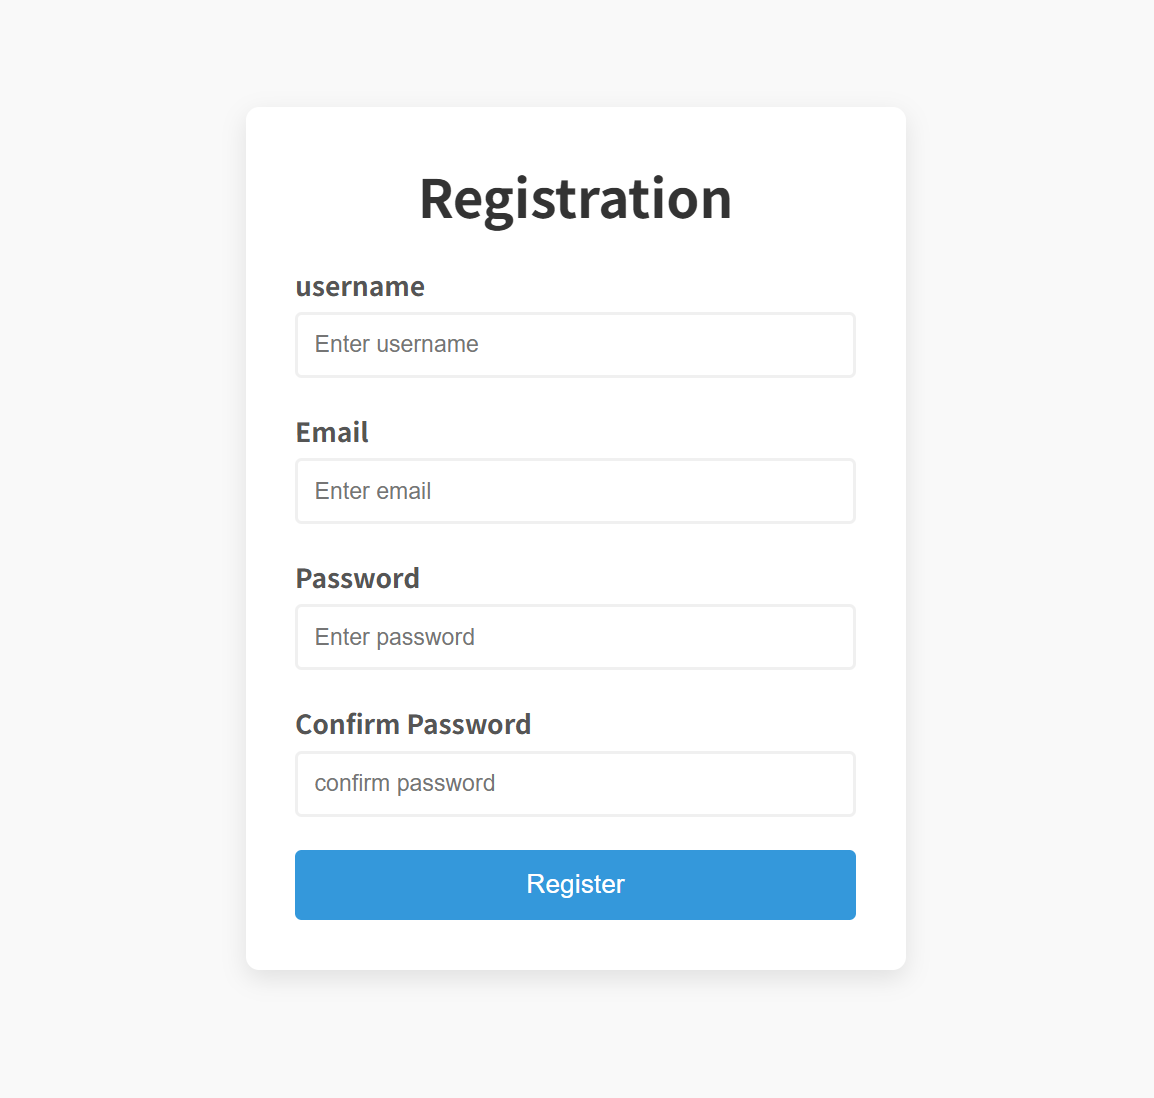 Registration
username
Enter username
Email
Enter email
Password
Enter password
Confirm Password
confirm password
Register